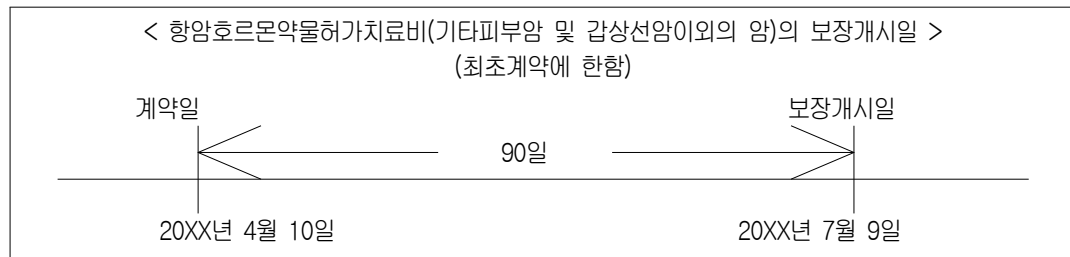 < 항암호르몬약물허가치료비(기타피부암 및 갑상선암이외의 암)의 보장개시일 >
(최초계약에 한함)
계약일 보장개시일
90일
20XX년 4월 10일 20XX년 7월 9일